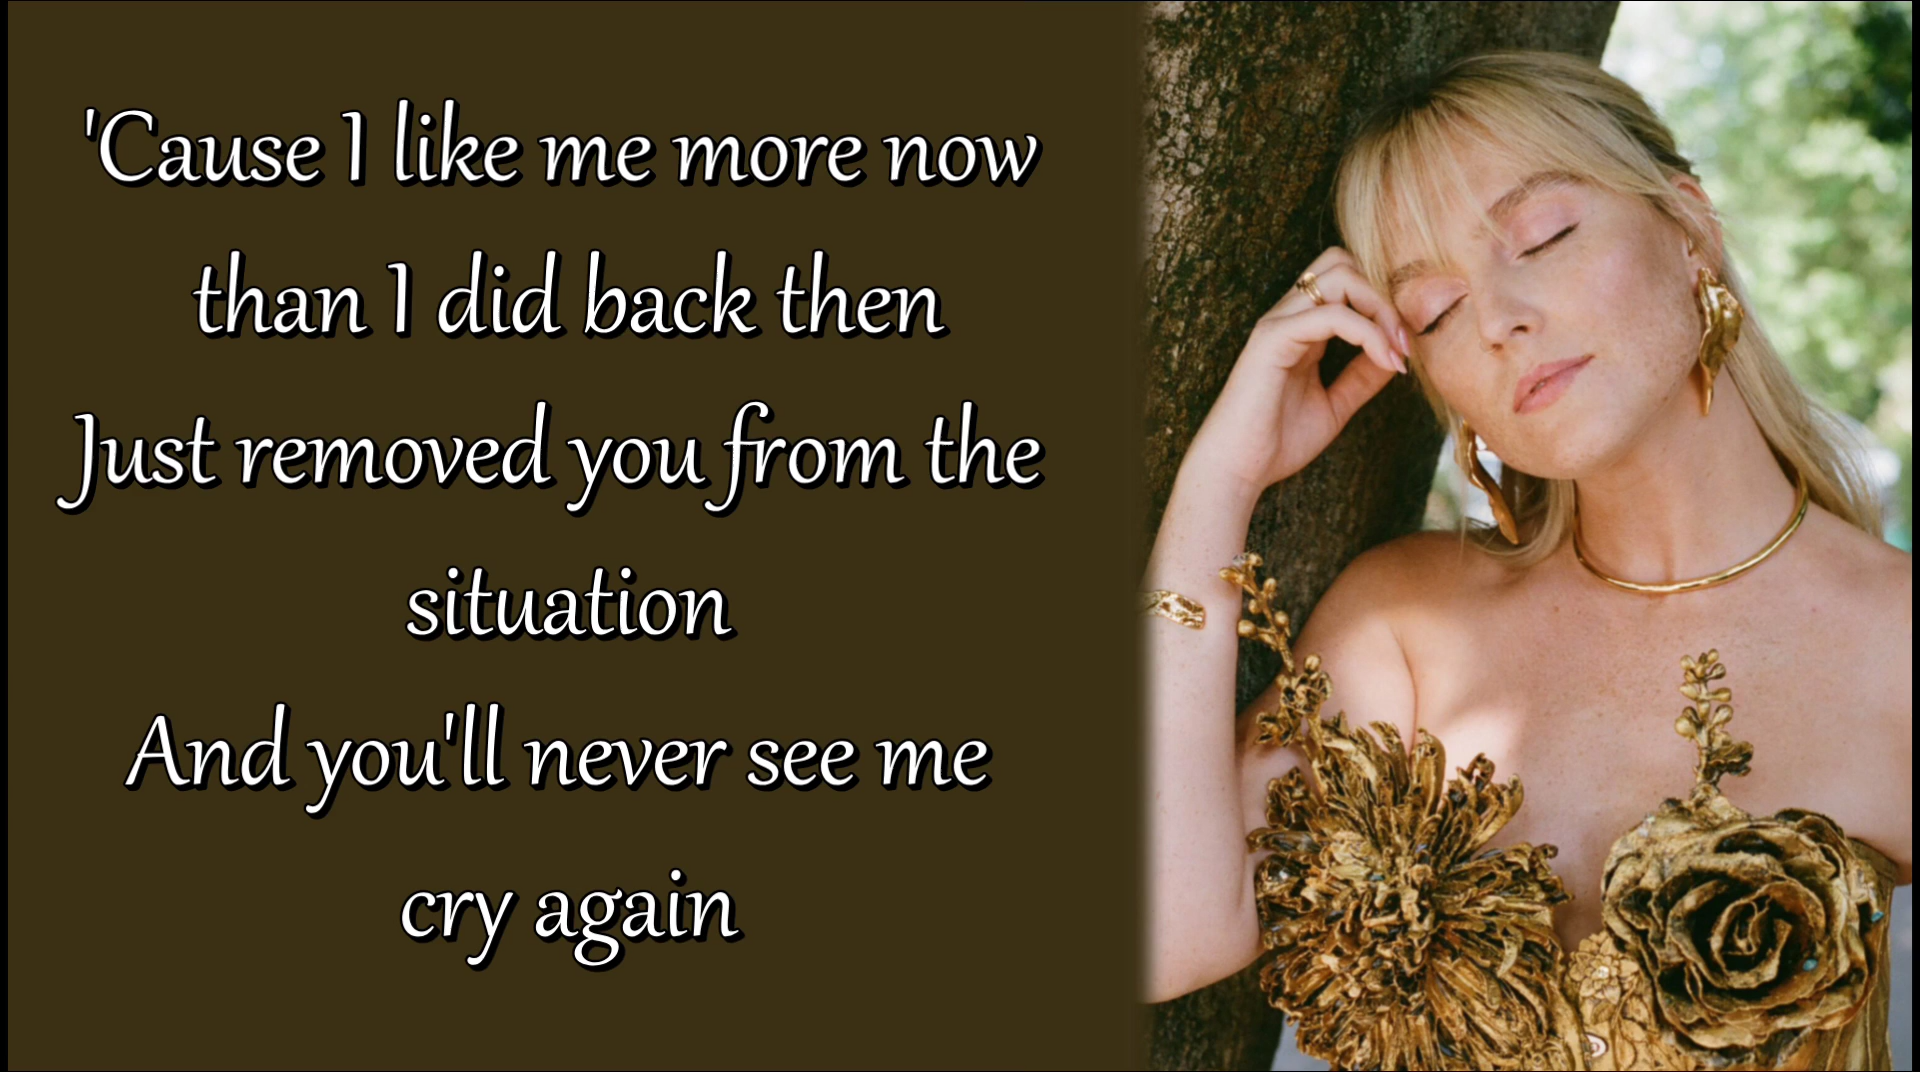 'Cause I like me more now
than I did back then
Just removed you from the
situation
And you'll never see me
cry again